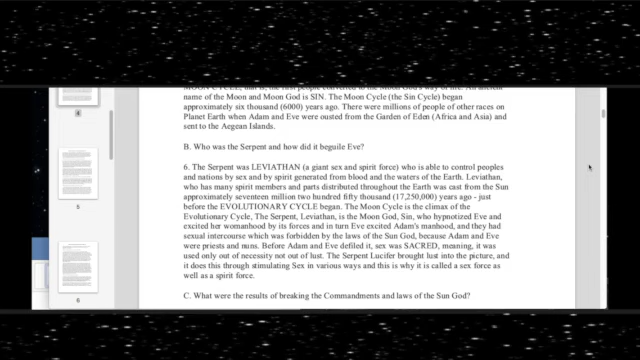 MOON CYCLE, that is, the first people converted to the Moon God's way of life. An ancient
name of the Moon and Moon God is SIN. The Moon Cycle (the Sin Cycle) began
approximately six thousand (6000) years ago. There were millions of people of other races on
Planet Earth when Adam and Eve were ousted from the Garden of Eden (Africa and Asia) and
sent to the Aegean Islands.
B. Who was the Serpent and how did it beguile Eve?
6. The Serpent was LEVIATHAN (a giant sex and spirit force) who is able to control peoples
and nations by sex and by spirit generated from blood and the waters of the Earth. Leviathan,
who has many spirit members and parts distributed throughout the Earth was cast from the Sun
approximately seventeen million two hundred fifty thousand (17,250,000) years ago - just
before the EVOLUTIONARY CYCLE began. The Moon Cycle is the climax of the
Evolutionary Cycle, The Serpent, Leviathan, is the Moon God, Sin, who hypnotized Eve and
excited her womanhood by its forces and in turn Eve excited Adam's manhood, and they had
sexual intercourse which was forbidden by the laws of the Sun God, because Adam and Eve
were priests and nuns. Before Adam and Eve defiled it, sex was SACRED, meaning, it was
used only out of necessity not out of lust. The Serpent Lucifer brought lust into the picture, and
it does this through stimulating Sex in various ways and this is why it is called a sex force as
well as a spirit force.
C. What were the results of breaking the Commandments and laws of the Sun God?
4
5
6